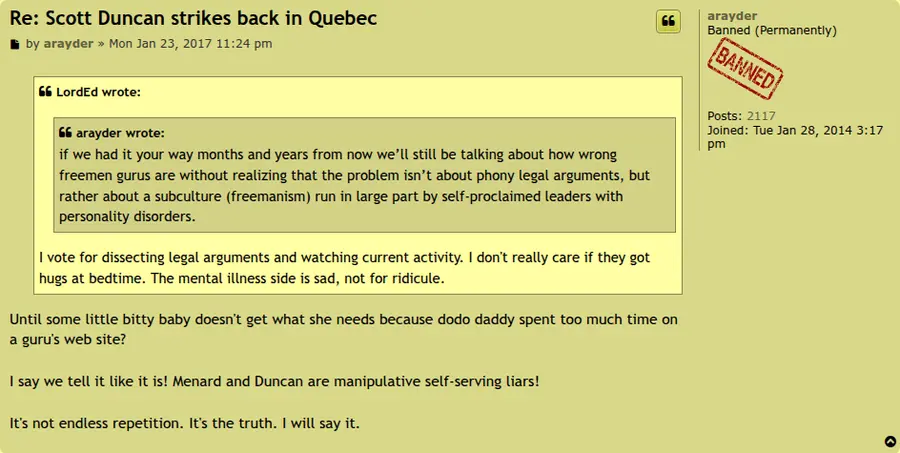 Re: Scott Duncan strikes back in Quebec
by arayder » Mon Jan 23, 2017 11:24 pm
LordEd wrote:
arayder wrote:
if we had it your way months and years from now we’ll still be talking about how wrong
freemen gurus are without realizing that the problem isn’t about phony legal arguments, but
rather about a subculture (freemanism) run in large part by self-proclaimed leaders with
personality disorders.
I vote for dissecting legal arguments and watching current activity. I don't really care if they got
hugs at bedtime. The mental illness side is sad, not for ridicule.
Until some little bitty baby doesn't get what she needs because dodo daddy spent too much time on
a guru's web site?
I say we tell it like it is! Menard and Duncan are manipulative self-serving liars!
It's not endless repetition. It's the truth. I will say it.
arayder
Banned (Permanently)
BANNED
Posts: 2117
Joined: Tue Jan 28, 2014 3:17
pm